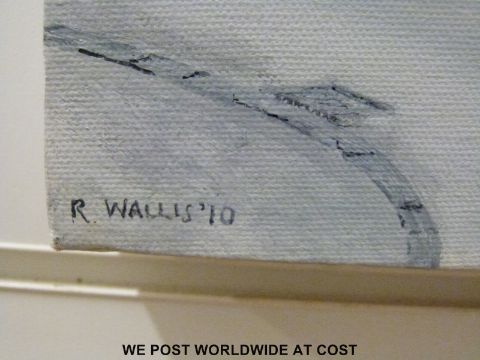 R. WALLIS '10
WE POST WORLDWIDE AT COST